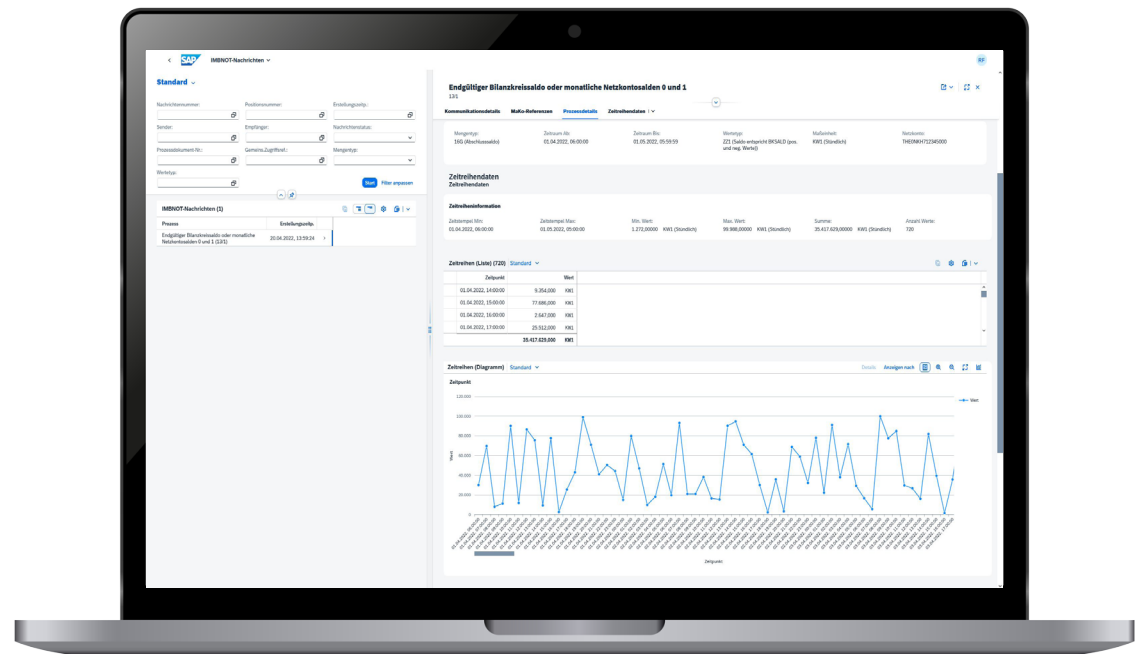 SAP IMBNOT-Nachrichten
RF
Standard
Nachrichtennummer: Positionsnummer: Erstellungszeitp.:
Sender: Empfänger: Nachrichtenstatus:
Prozessdokument Nr.: Gemeins.Zugriffsref.: Mengentyp:
Wertetyp:
Start Filter anpassen
IMBNOT-Nachrichten (1)
Prozess Erstellungszeitp.
Endgültiger Bilanzkreissaldo oder monatliche
Netzkontosalden 0 und 1 (13/1)
20.04.2022, 13:59:24
Endgültiger Bilanzkreissaldo oder monatliche Netzkontosalden 0 und 1
13/1
Kommunikationsdetails MaKo-Referenzen Prozessdetails Zeitreihendaten
Mengentyp: Zeitraum Ab: Zeitraum Bis: Wertetyp: Maßeinheit: Netzkonto:
16G (Abschlusssaldo) 01.04.2022, 06:00:00 01.05.2022, 05:59:59 ZZ1 (Saldo entspricht BKSALD (pos. KW1 (Stündlich) THE0NKH712345000
und neg. Werte))
Zeitreihendaten
Zeitreihendaten
Zeitreiheninformation
Zeitstempel Min: Zeitstempel Max: Min. Wert: Max. Wert: Summe: Anzahl Werte:
01.04.2022, 06:00:00 01.05.2022, 05:00:00 1.272,00000 KW1 (Stündlich) 99.986,00000 KW1 (Stündlich) 35.417.629,00000 KW1 (Stündlich) 720
Zeitreihen (Liste) (720) Standard
Zeitpunkt Wert
01.04.2022, 14:00:00 9.354,000 KW1
01.04.2022, 15:00:00 77.686,000 KW1
01.04.2022, 16:00:00 2.647,000 KW1
01.04.2022, 17:00:00 25.912,000 KW1
35.417.629,000 KW1
Zeitreihen (Diagramm) Standard
Details Anzeigen nach
Zeitpunkt
120.000
100.000
80.000
60.000
40.000
20.000
0
Wert
Wert
Zeitpunkt